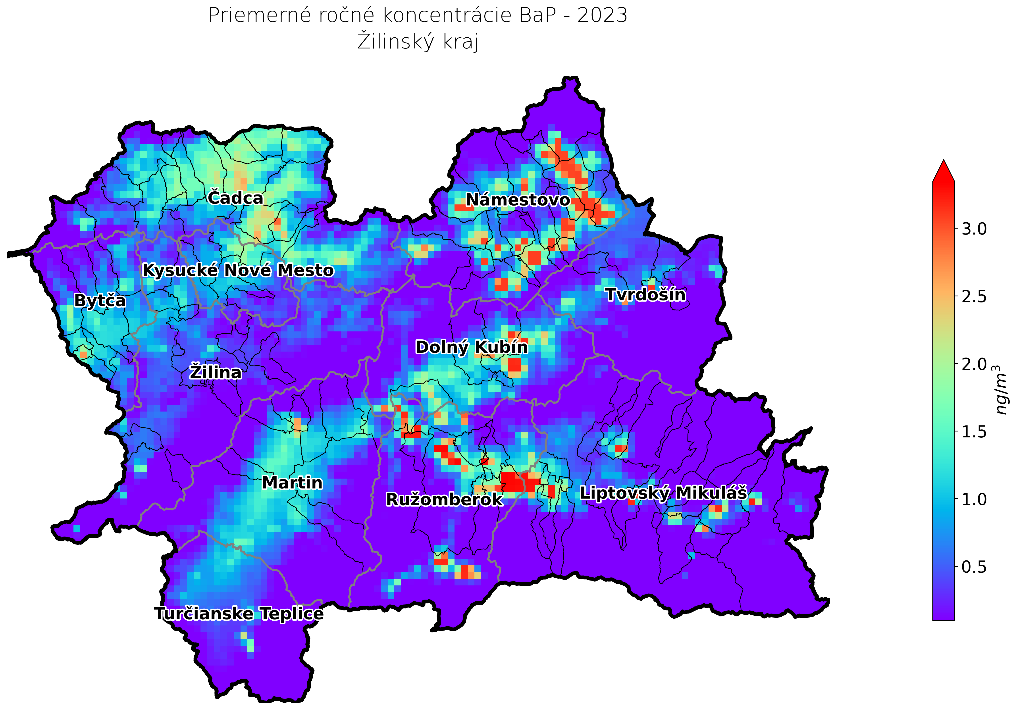 Priemerné ročné koncentrácie BaP - 2023
Žilinský kraj
Čadca
Námestovo
Kysucké Nové Mesto
Bytča
Tvrdošín
Dolný Kubín
Žilina
Martin
Ružomberok
Liptovský Mikuláš
Turčianske Teplice
3.0
2.5
2.0
1.5
1.0
0.5
ng/m³